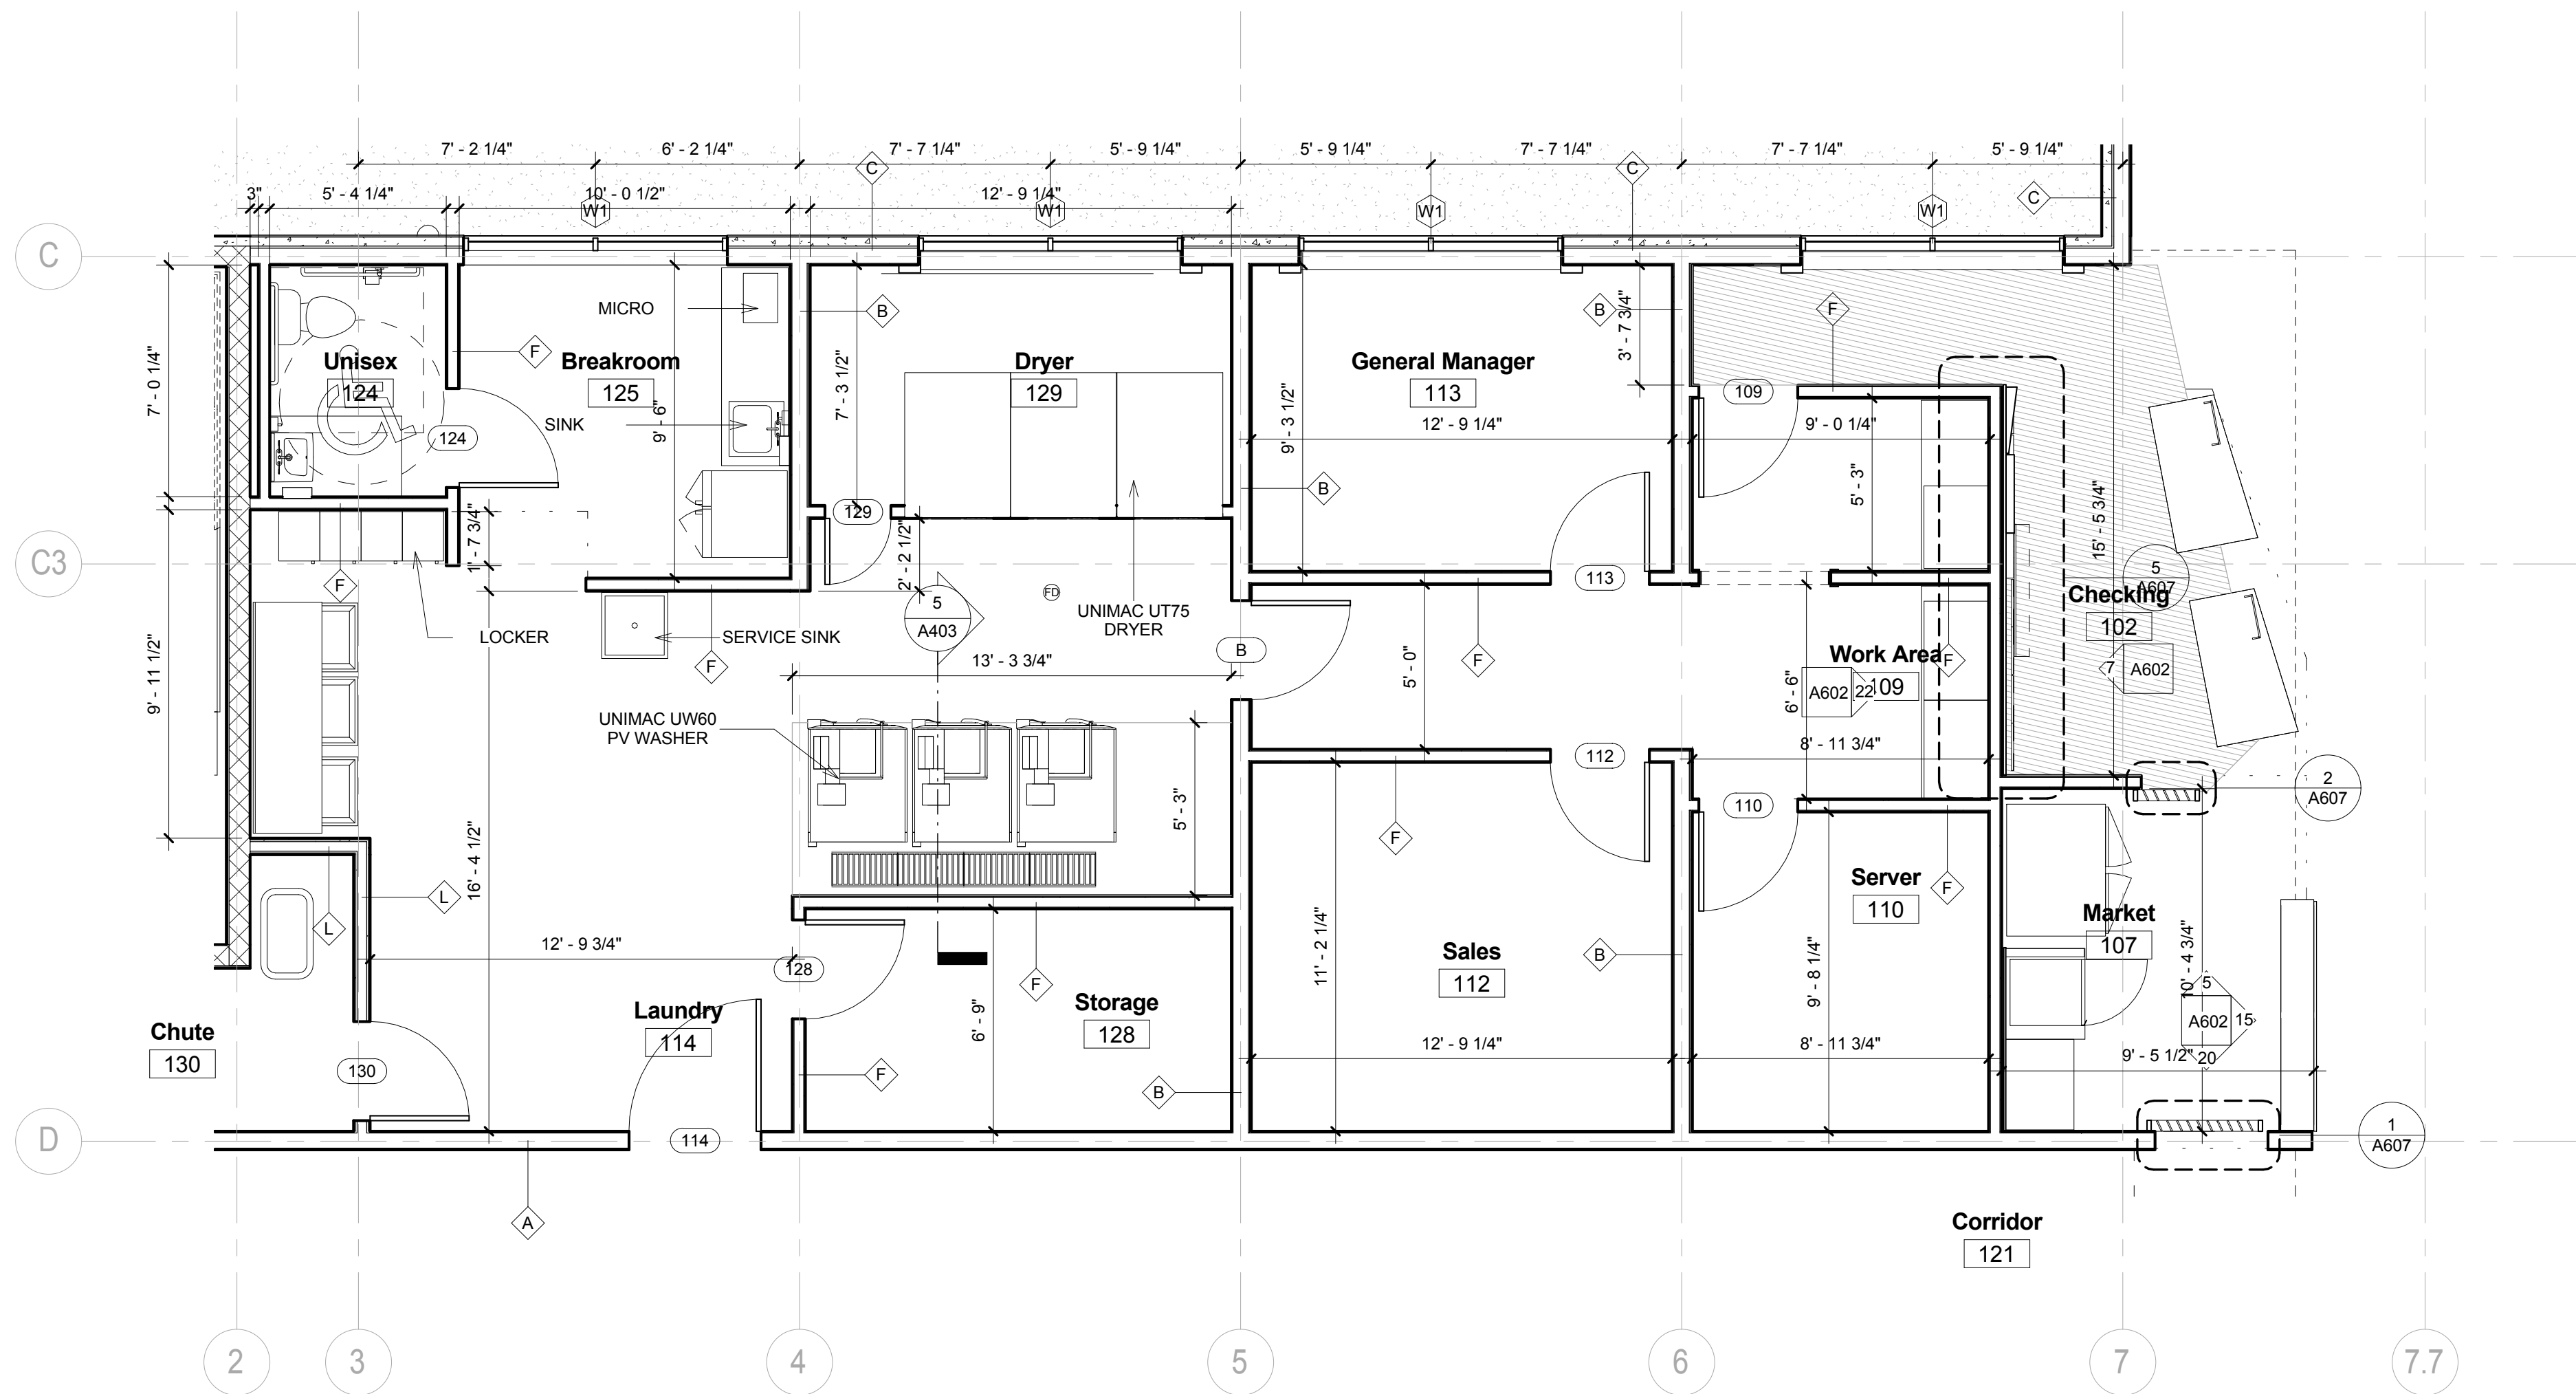 7' - 2 1/4" 6' - 2 1/4" 7' - 7 1/4" 5' - 9 1/4" 5' - 9 1/4" 7' - 7 1/4" 7' - 7 1/4" 5' - 9 1/4"
C C C
3" 5' - 4 1/4" 10' - 0 1/2" 12' - 9 1/4"
W1 W1 W1 W1
C
7' - 0 1/4"
MICRO
B B F
3' - 7 3/4"
F
Unisex
124
Breakroom
125
Dryer
129
General Manager
113
109
7' - 3 1/2"
9' - 6"
9' - 3 1/2"
12' - 9 1/4"
9' - 0 1/4"
SINK
124
5' - 3"
B
129
15' - 5 3/4"
C3
1' - 7 3/4"
2' - 2 1/2"
113
F
5
A403
FD
UNIMAC UT75
DRYER
5
A607
Checking
102
LOCKER
SERVICE SINK
F
13' - 3 3/4"
B
F
F
5' - 0"
Work Area
109
A602 22
6' - 6"
7 A602
9' - 11 1/2"
UNIMAC UW60
PV WASHER
112
8' - 11 3/4"
2
A607
5' - 3"
16' - 4 1/2"
F
110
L
L
Server
110
F
Market
107
12' - 9 3/4"
128
F
11' - 2 1/4"
Sales
112
B
9' - 8 1/4"
10' - 4 3/4"
5
A602 15
20
Chute
130
Laundry
114
6' - 9"
Storage
128
130
F
B
12' - 9 1/4"
8' - 11 3/4"
9' - 5 1/2"
D
114
1
A607
A
Corridor
121
2 3 4 5 6 7 7.7